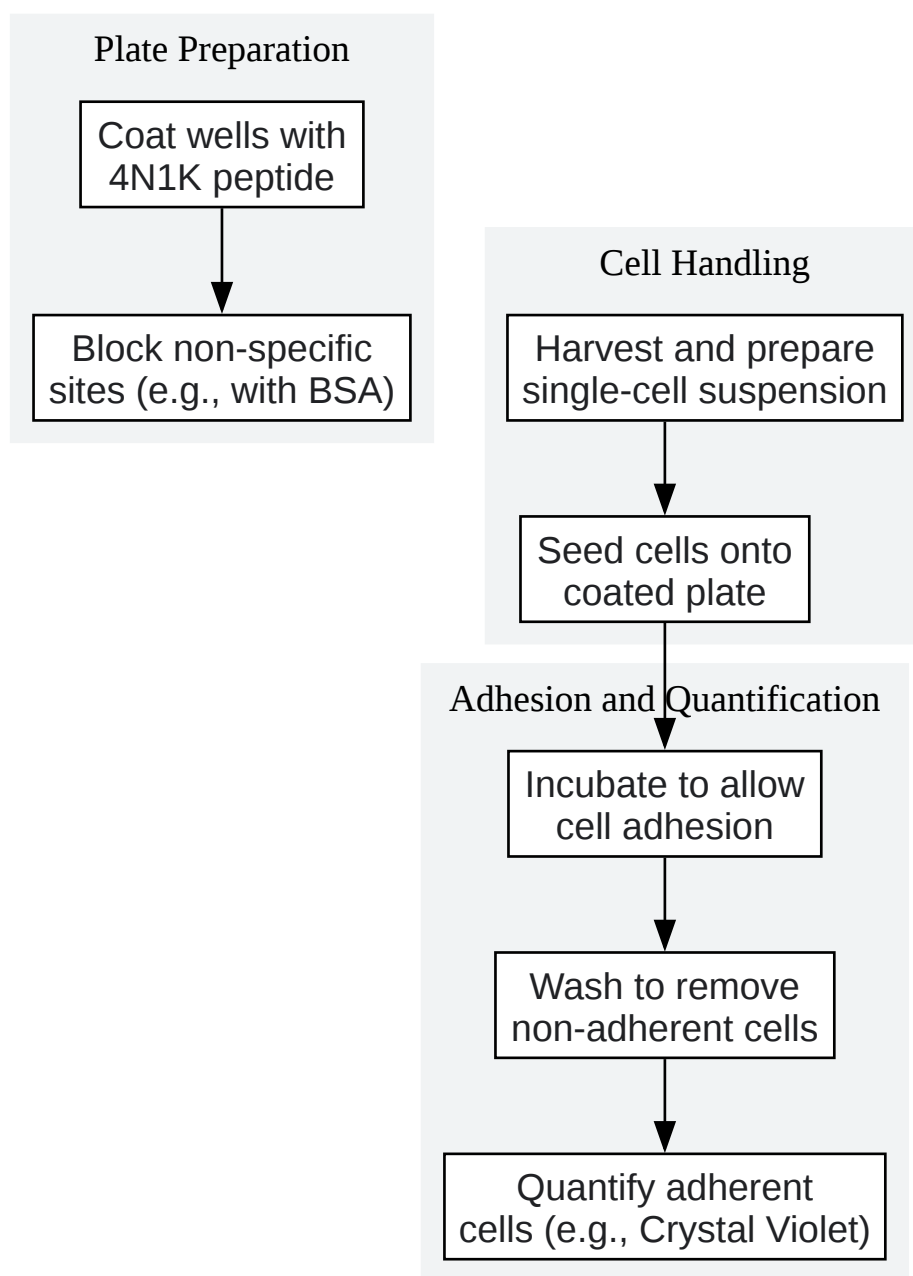 Plate Preparation
Coat wells with
4N1K peptide
Block non-specific
sites (e.g., with BSA)
Cell Handling
Harvest and prepare
single-cell suspension
Seed cells onto
coated plate
Adhesion and Quantification
Incubate to allow
cell adhesion
Wash to remove
non-adherent cells
Quantify adherent
cells (e.g., Crystal Violet)